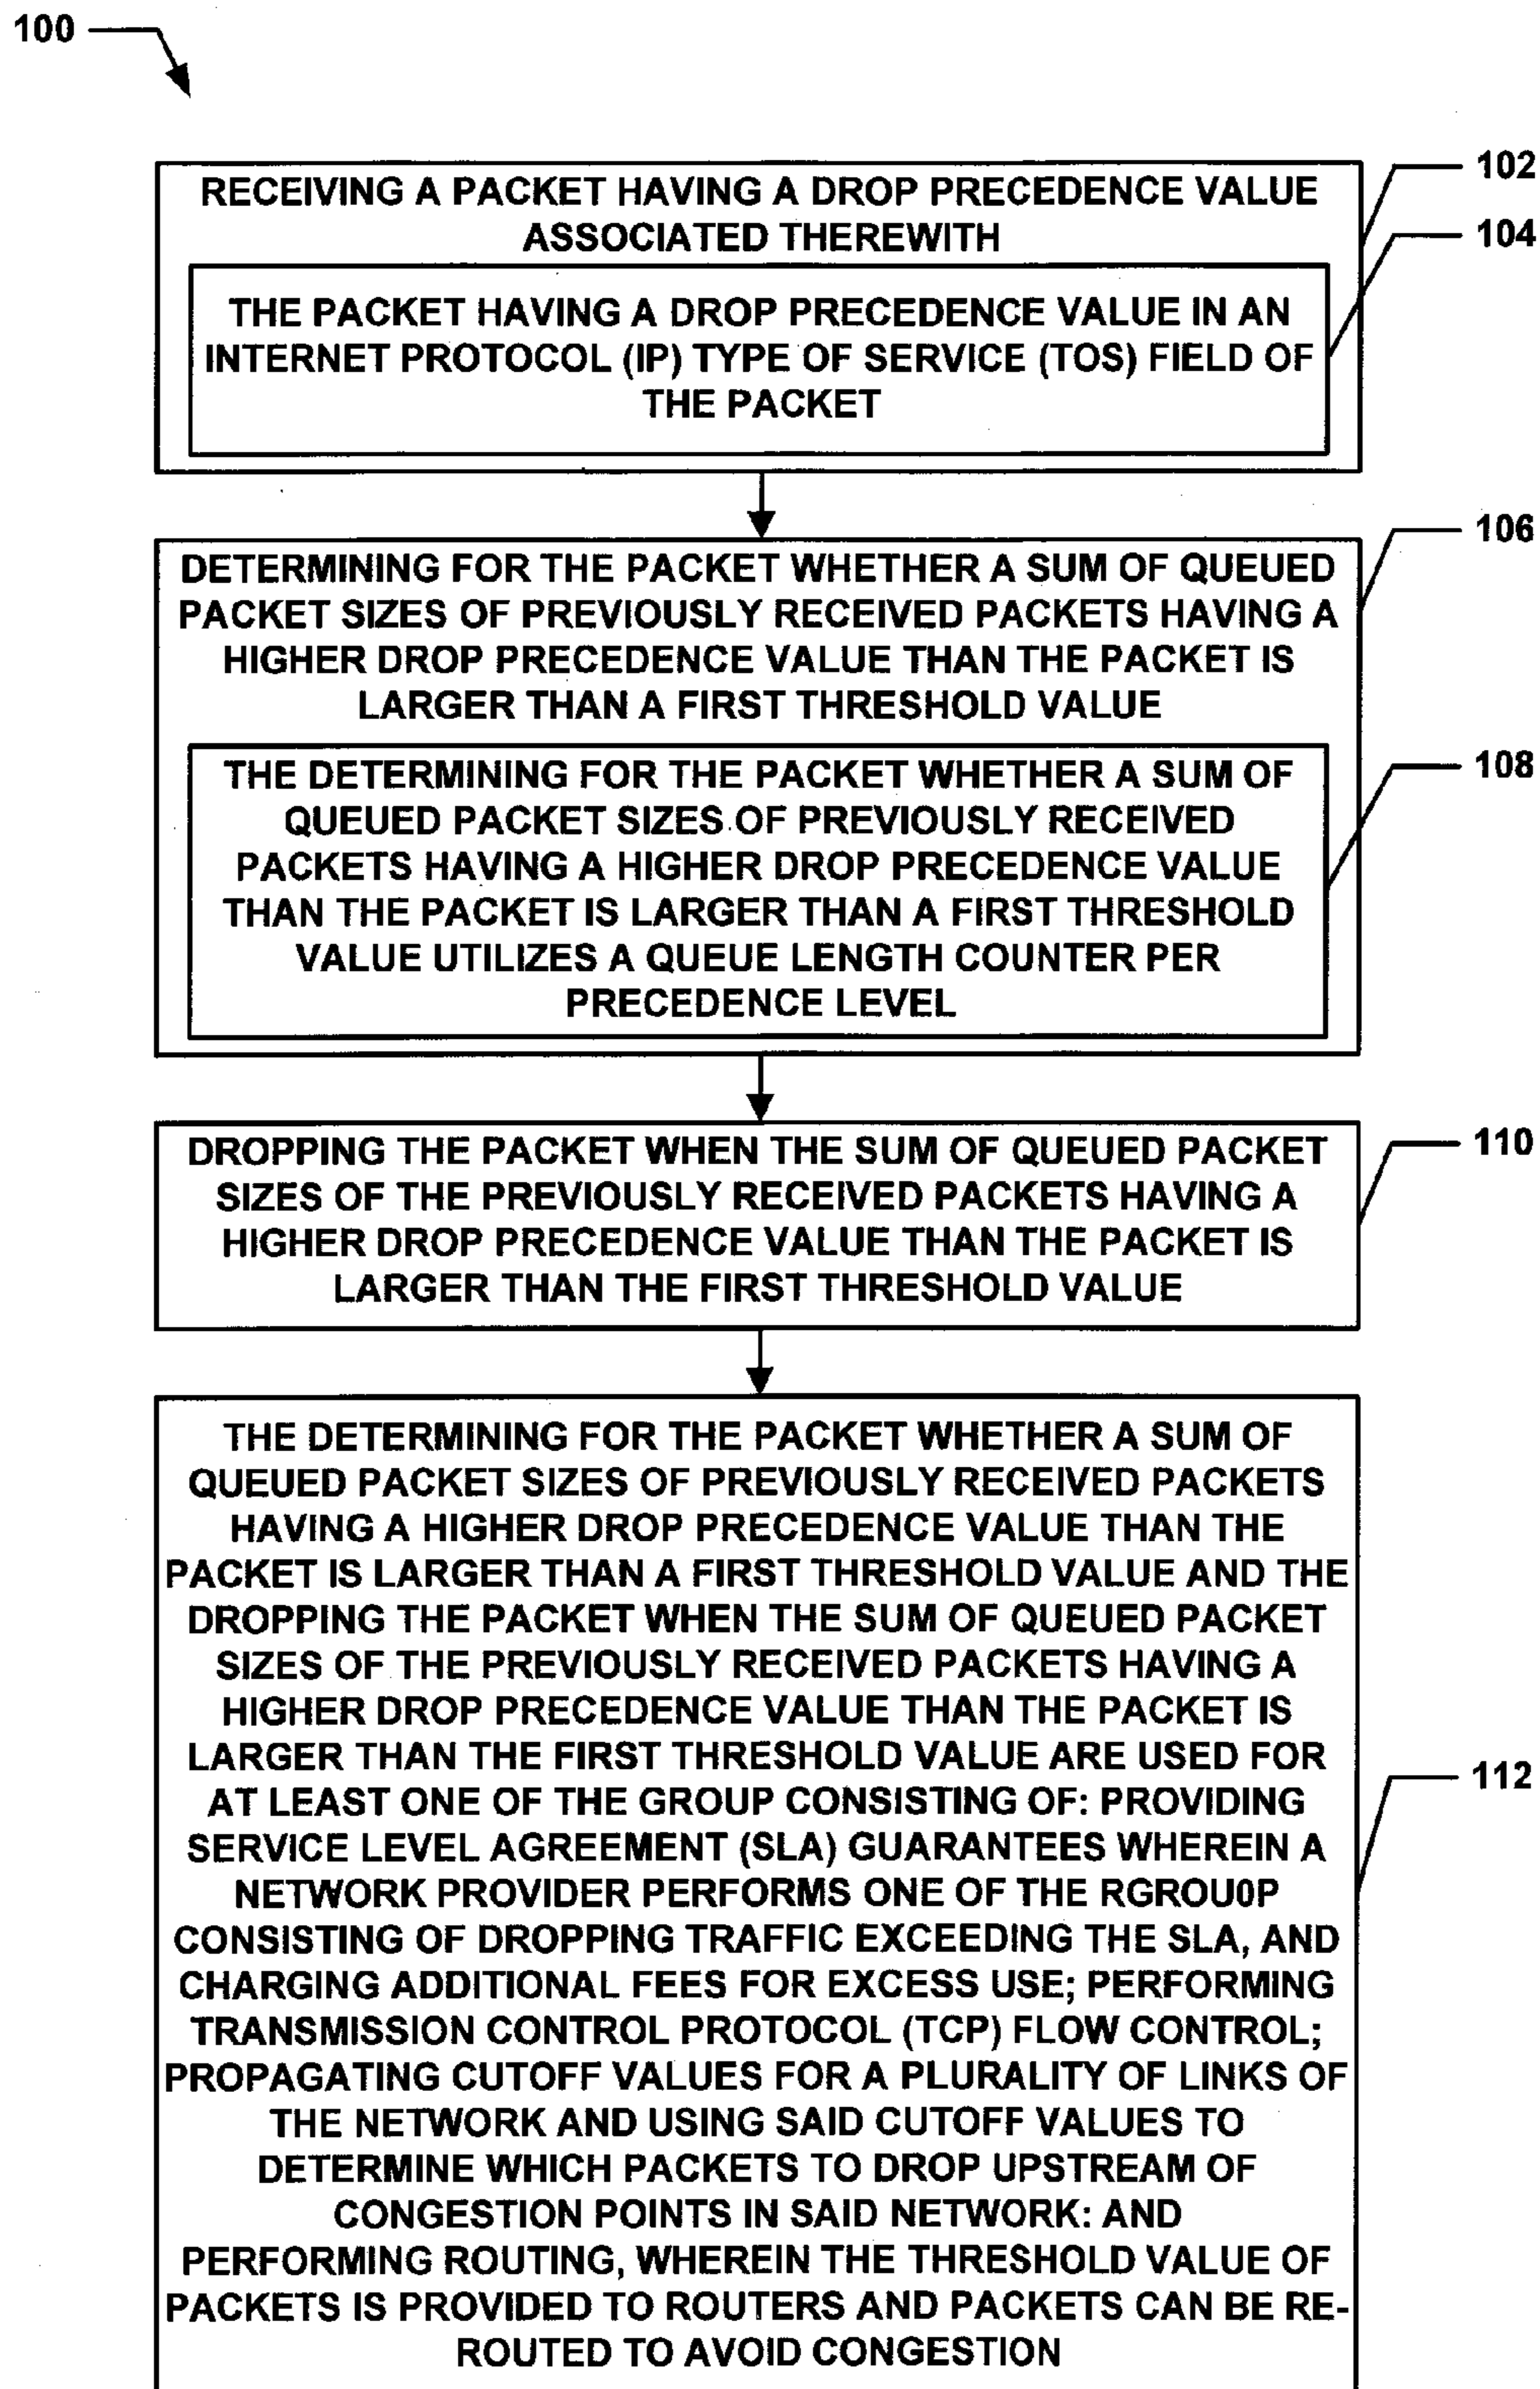 100
102
RECEIVING A PACKET HAVING A DROP PRECEDENCE VALUE
ASSOCIATED THEREWITH
104
THE PACKET HAVING A DROP PRECEDENCE VALUE IN AN
INTERNET PROTOCOL (IP) TYPE OF SERVICE (TOS) FIELD OF
THE PACKET
106
DETERMINING FOR THE PACKET WHETHER A SUM OF QUEUED
PACKET SIZES OF PREVIOUSLY RECEIVED PACKETS HAVING A
HIGHER DROP PRECEDENCE VALUE THAN THE PACKET IS
LARGER THAN A FIRST THRESHOLD VALUE
108
THE DETERMINING FOR THE PACKET WHETHER A SUM OF
QUEUED PACKET SIZES OF PREVIOUSLY RECEIVED
PACKETS HAVING A HIGHER DROP PRECEDENCE VALUE
THAN THE PACKET IS LARGER THAN A FIRST THRESHOLD
VALUE UTILIZES A QUEUE LENGTH COUNTER PER
PRECEDENCE LEVEL
110
DROPPING THE PACKET WHEN THE SUM OF QUEUED PACKET
SIZES OF THE PREVIOUSLY RECEIVED PACKETS HAVING A
HIGHER DROP PRECEDENCE VALUE THAN THE PACKET IS
LARGER THAN THE FIRST THRESHOLD VALUE
112
THE DETERMINING FOR THE PACKET WHETHER A SUM OF
QUEUED PACKET SIZES OF PREVIOUSLY RECEIVED PACKETS
HAVING A HIGHER DROP PRECEDENCE VALUE THAN THE
PACKET IS LARGER THAN A FIRST THRESHOLD VALUE AND THE
DROPPING THE PACKET WHEN THE SUM OF QUEUED PACKET
SIZES OF THE PREVIOUSLY RECEIVED PACKETS HAVING A
HIGHER DROP PRECEDENCE VALUE THAN THE PACKET IS
LARGER THAN THE FIRST THRESHOLD VALUE ARE USED FOR
AT LEAST ONE OF THE GROUP CONSISTING OF: PROVIDING
SERVICE LEVEL AGREEMENT (SLA) GUARANTEES WHEREIN A
NETWORK PROVIDER PERFORMS ONE OF THE RGROU0P
CONSISTING OF DROPPING TRAFFIC EXCEEDING THE SLA, AND
CHARGING ADDITIONAL FEES FOR EXCESS USE; PERFORMING
TRANSMISSION CONTROL PROTOCOL (TCP) FLOW CONTROL;
PROPAGATING CUTOFF VALUES FOR A PLURALITY OF LINKS OF
THE NETWORK AND USING SAID CUTOFF VALUES TO
DETERMINE WHICH PACKETS TO DROP UPSTREAM OF
CONGESTION POINTS IN SAID NETWORK: AND
PERFORMING ROUTING, WHEREIN THE THRESHOLD VALUE OF
PACKETS IS PROVIDED TO ROUTERS AND PACKETS CAN BE RE-
ROUTED TO AVOID CONGESTION